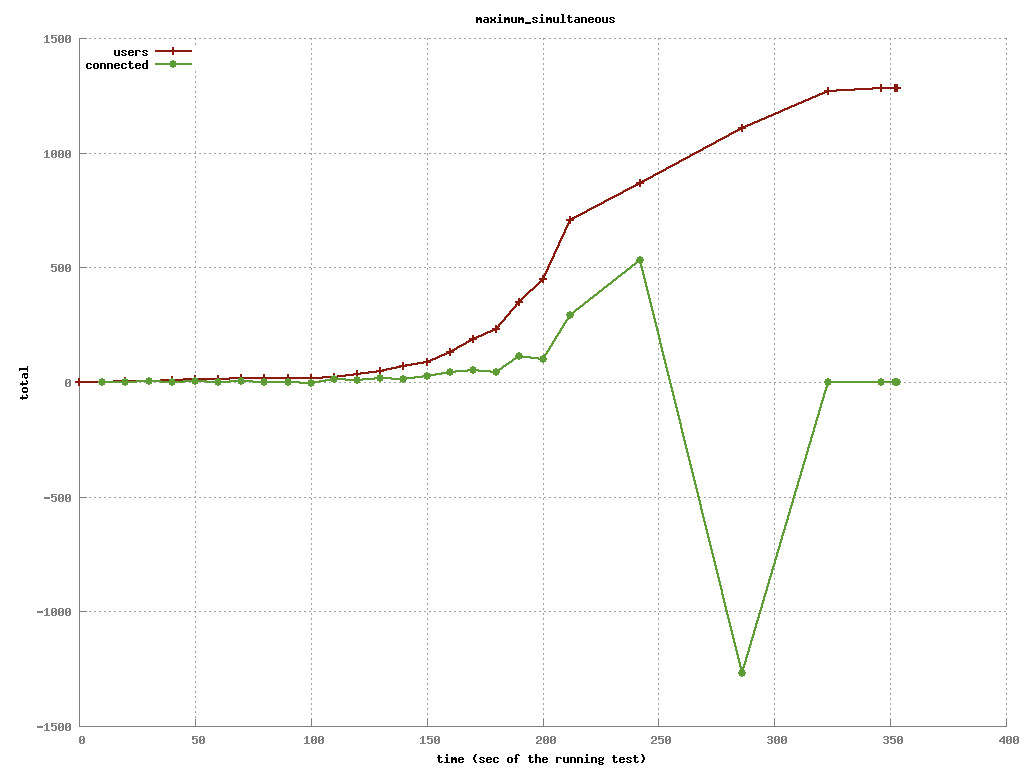 maximum_simultaneous
1500
users
connected
1000
500
total
0
-500
-1000
-1500
0 50 100 150 200 250 300 350 400
time (sec of the running test)